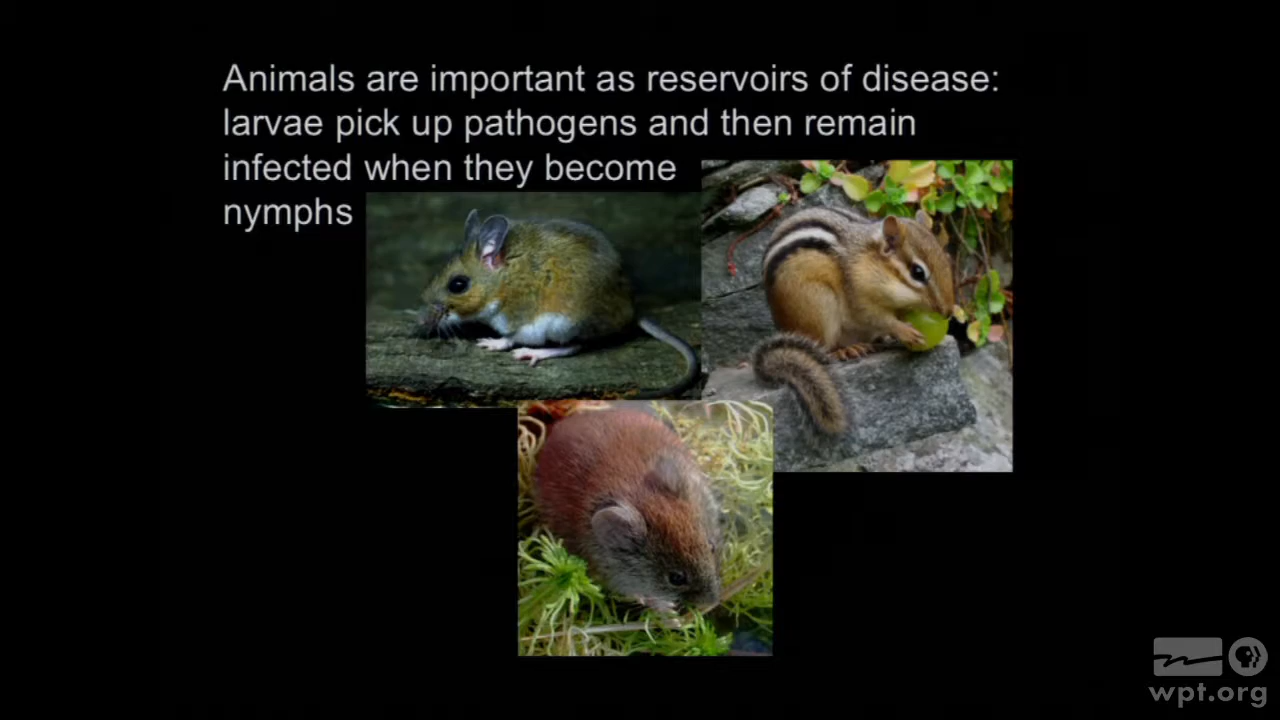 Animals are important as reservoirs of disease:
larvae pick up pathogens and then remain
infected when they become
nymphs
wpt.org